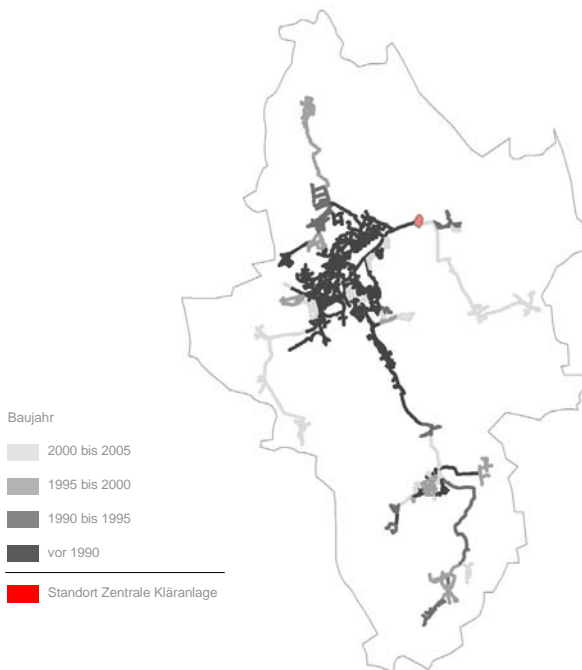 Baujahr
2000 bis 2005
1995 bis 2000
1990 bis 1995
vor 1990
Standort Zentrale Kläranlage